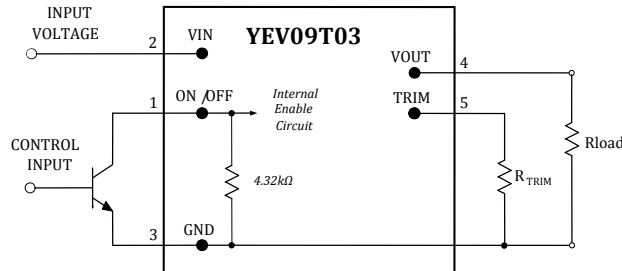 INPUT
VOLTAGE
2
VIN
YEV09T03
VOUT
4
1
ON /OFF
Internal
Enable
Circuit
TRIM
5
CONTROL
INPUT
4.32kΩ
R TRIM
Rload
3
GND